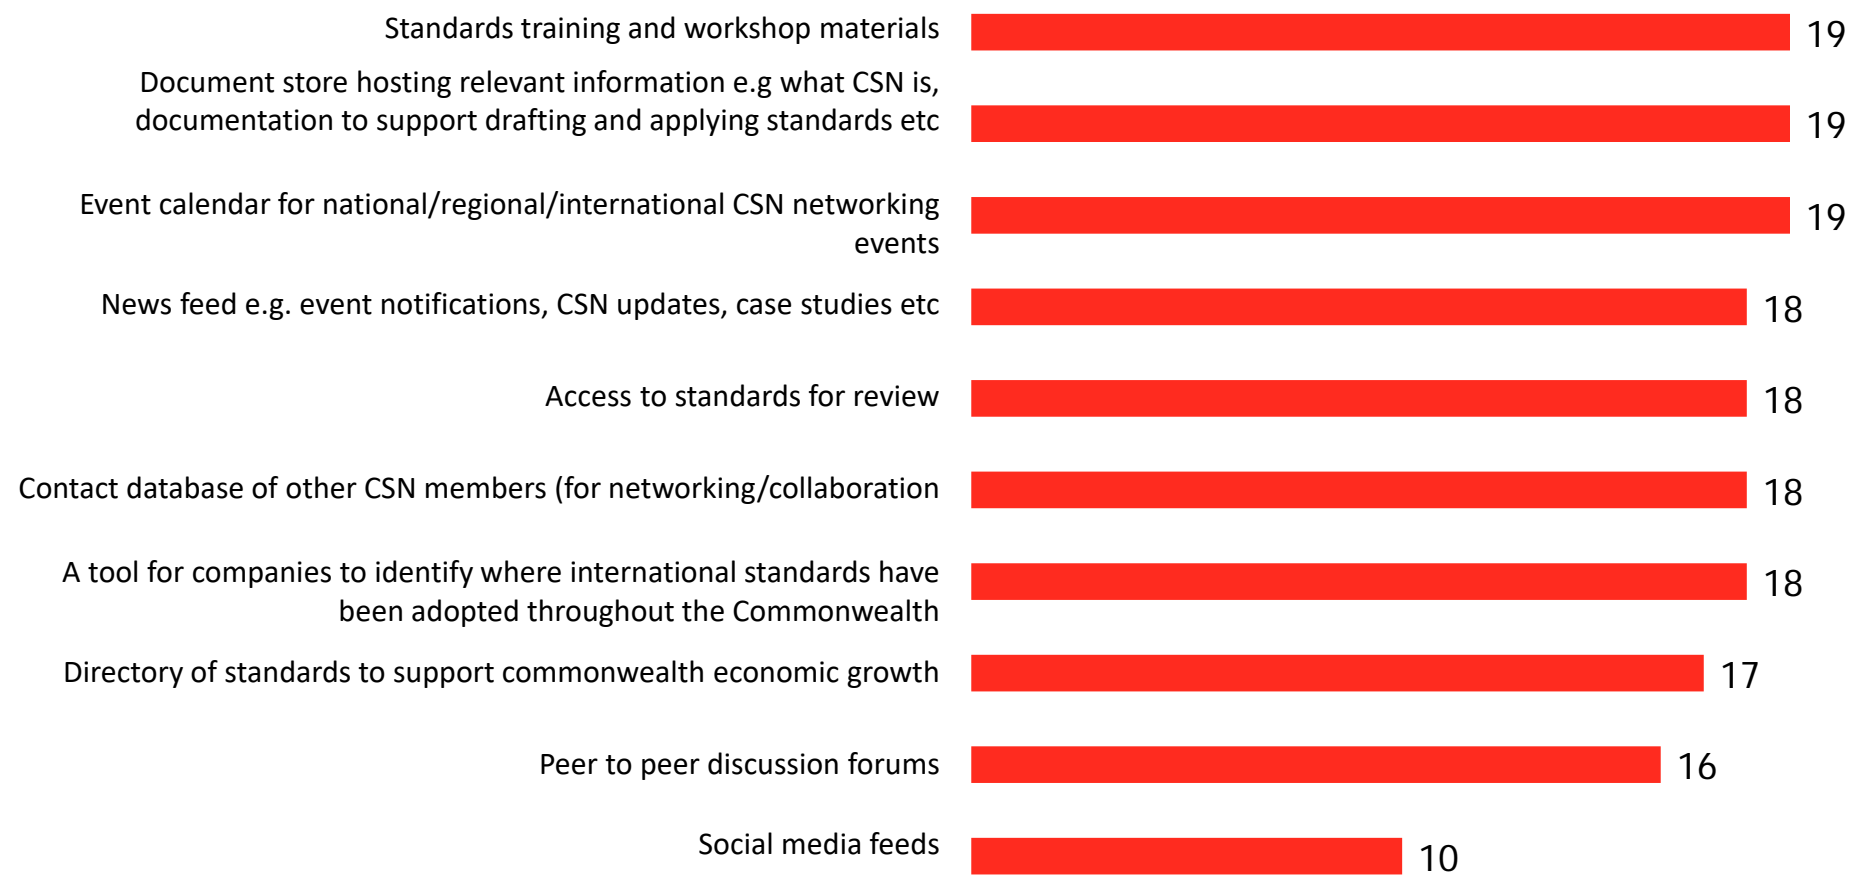 Standards training and workshop materials
19
Document store hosting relevant information e.g what CSN is,
documentation to support drafting and applying standards etc
19
Event calendar for national/regional/international CSN networking
events
19
News feed e.g. event notifications, CSN updates, case studies etc
18
Access to standards for review
18
Contact database of other CSN members (for networking/collaboration
18
A tool for companies to identify where international standards have
been adopted throughout the Commonwealth
18
Directory of standards to support commonwealth economic growth
17
Peer to peer discussion forums
16
Social media feeds
10